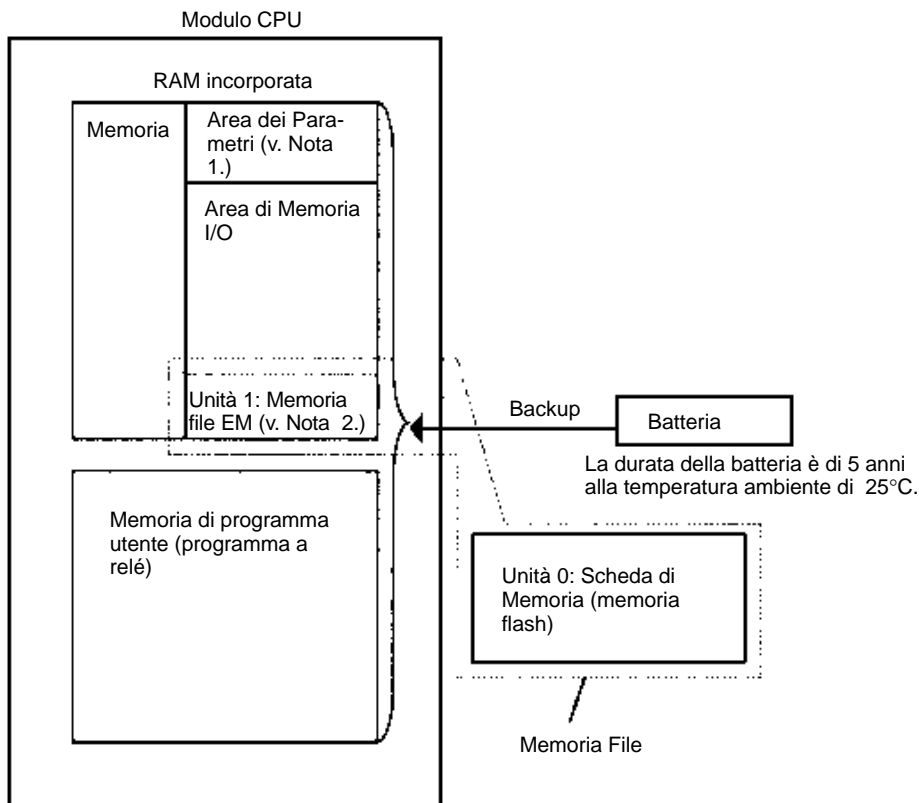 Modulo CPU
RAM incorporata
Memoria
Area dei Para-
metri (v. Nota
1.)
Area di Memoria
I/O
Unità 1: Memoria
file EM (v. Nota 2.)
Backup
Batteria
La durata della batteria è di 5 anni
alla temperatura ambiente di 25°C.
Memoria di programma
utente (programma a
relé)
Unità 0: Scheda di
Memoria (memoria
flash)
Memoria File